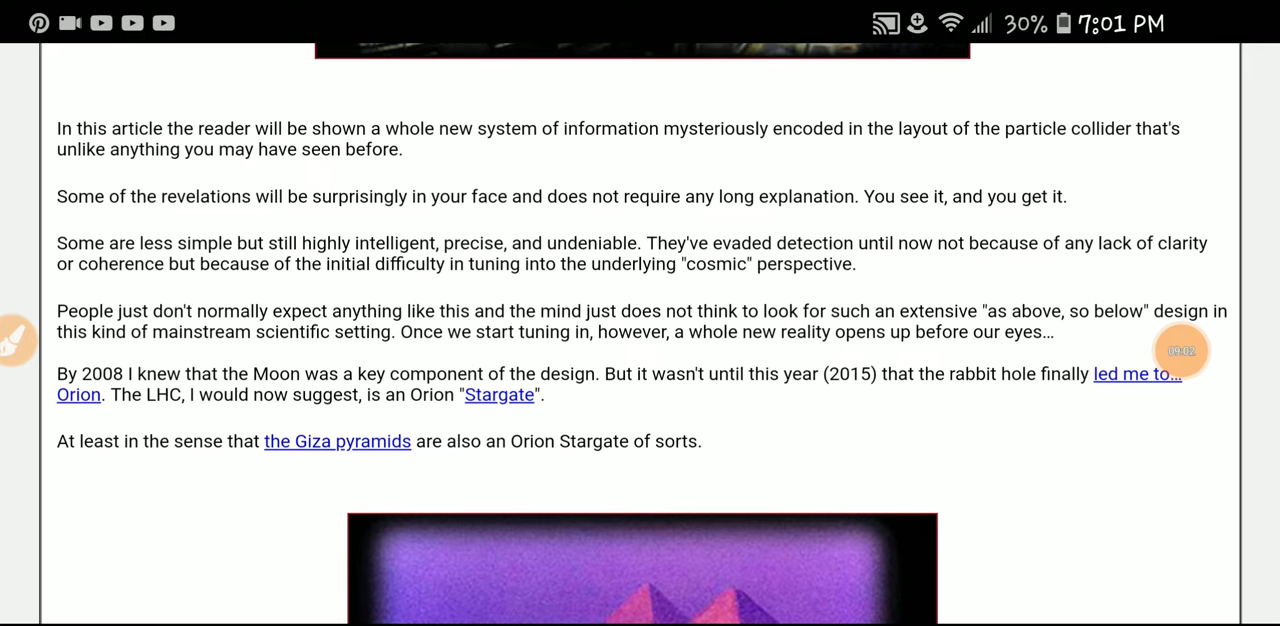 30% 7:01 PM
In this article the reader will be shown a whole new system of information mysteriously encoded in the layout of the particle collider that's
unlike anything you may have seen before.
Some of the revelations will be surprisingly in your face and does not require any long explanation. You see it, and you get it.
Some are less simple but still highly intelligent, precise, and undeniable. They've evaded detection until now not because of any lack of clarity
or coherence but because of the initial difficulty in tuning into the underlying "cosmic" perspective.
People just don't normally expect anything like this and the mind just does not think to look for such an extensive "as above, so below" design in
this kind of mainstream scientific setting. Once we start tuning in, however, a whole new reality opens up before our eyes...
09:02
By 2008 I knew that the Moon was a key component of the design. But it wasn't until this year (2015) that the rabbit hole finally led me to...
Orion. The LHC, I would now suggest, is an Orion "Stargate".
At least in the sense that the Giza pyramids are also an Orion Stargate of sorts.